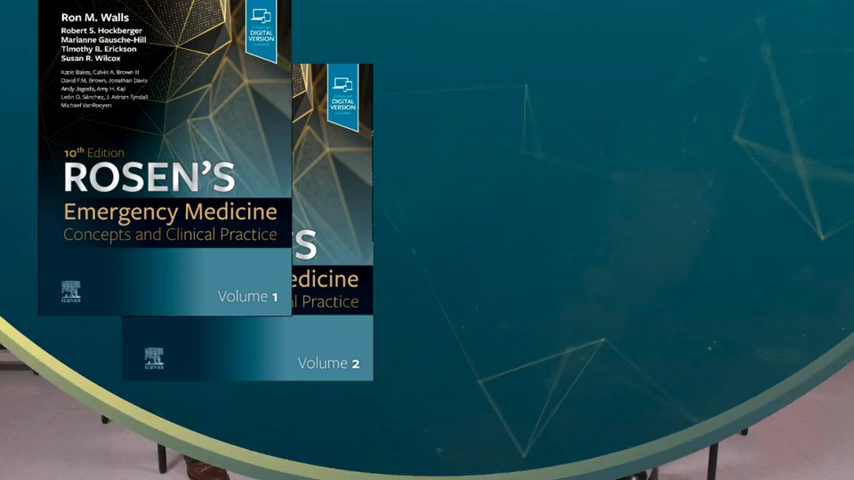 Ron M. Walls
Robert S. Hockberger
Marianne Gausche-Hill
Timothy B. Erickson
Susan R. Wilcox
Katie Bakes, Calvin A. Brown III
David F.M. Brown, Jonathan Davis
Andy Jagoda, Amy H. Kaji
León D. Sánchez, J. Adrian Tyndall
Michael VanRooyen
DIGITAL
VERSION
10th Edition
ROSEN'S
Emergency Medicine
Concepts and Clinical Practice
ELSEVIER
Volume 1
DIGITAL
VERSION
'S
edicine
l Practice
ELSEVIER
Volume 2